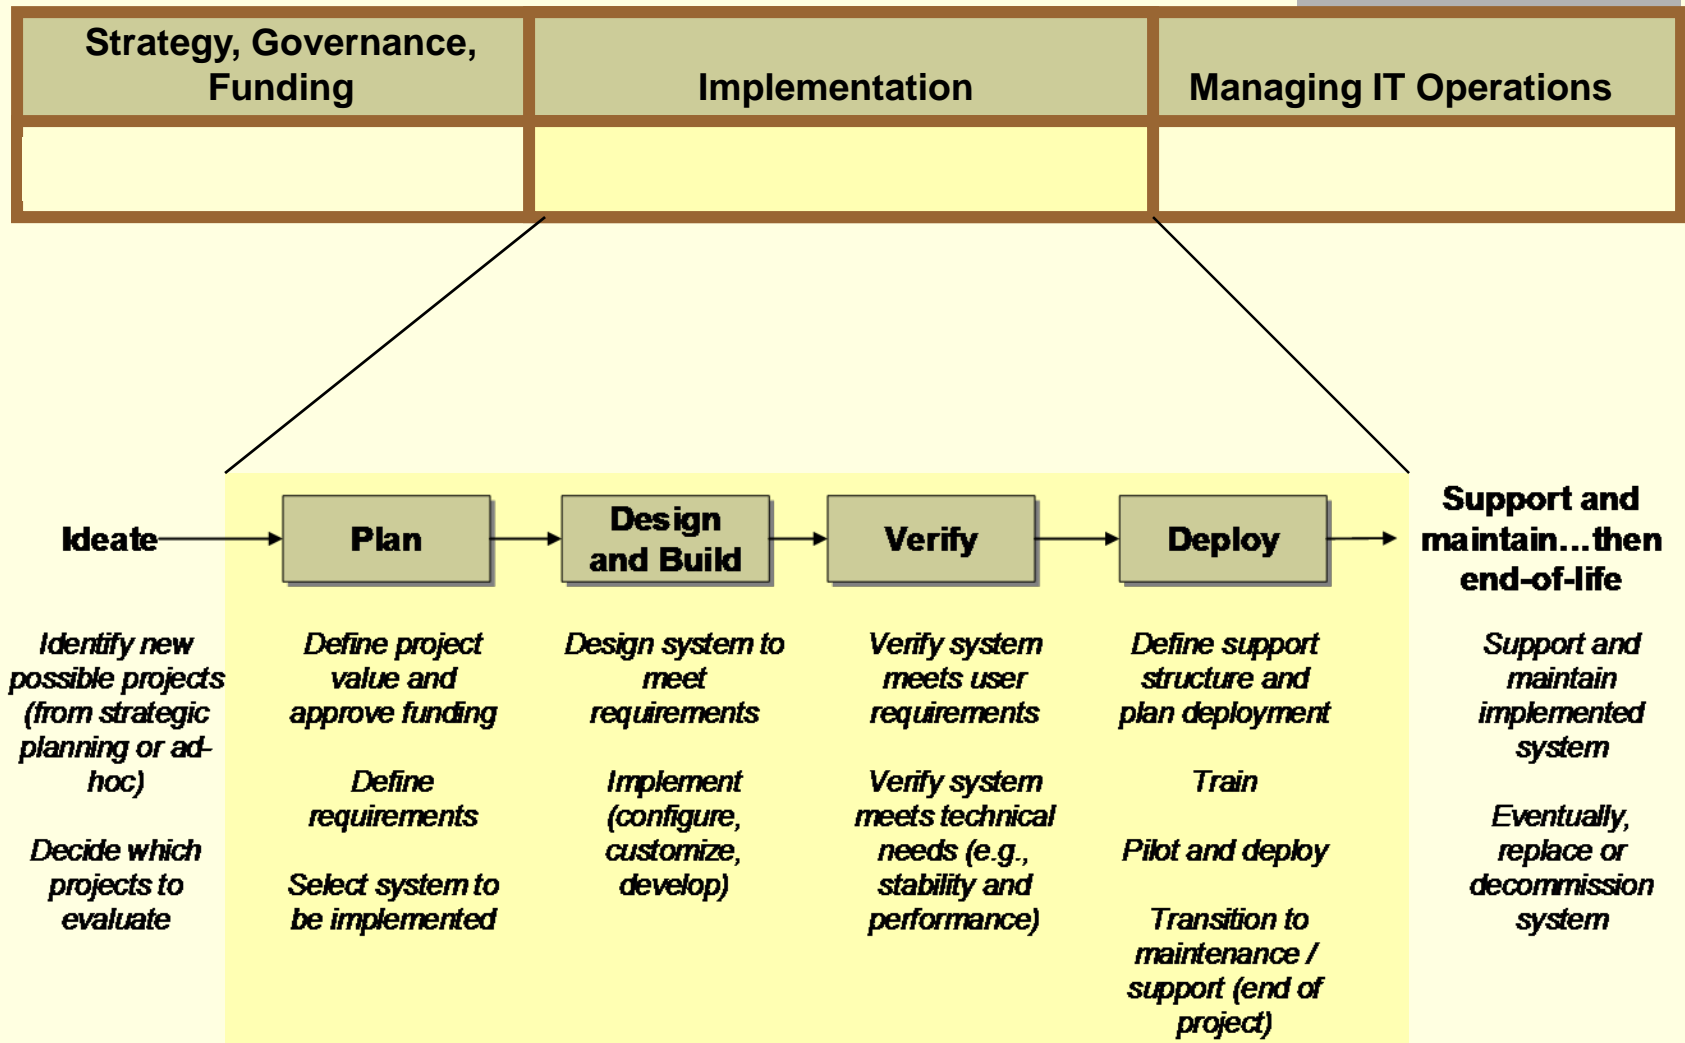 Strategy, Governance,
Funding
Implementation
Managing IT Operations
Ideate
Plan
Design
and Build
Verify
Deploy
Support and
maintain...then
end-of-life
Identify new
possible projects
(from strategic
planning or ad-
hoc)
Decide which
projects to
evaluate
Define project
value and
approve funding
Define
requirements
Select system to
be implemented
Design system to
meet
requirements
Implement
(configure,
customize,
develop)
Verify system
meets user
requirements
Verify system
meets technical
needs (e.g.,
stability and
performance)
Define support
structure and
plan deployment
Train
Pilot and deploy
Transition to
maintenance /
support (end of
project)
Support and
maintain
implemented
system
Eventually,
replace or
decommission
system